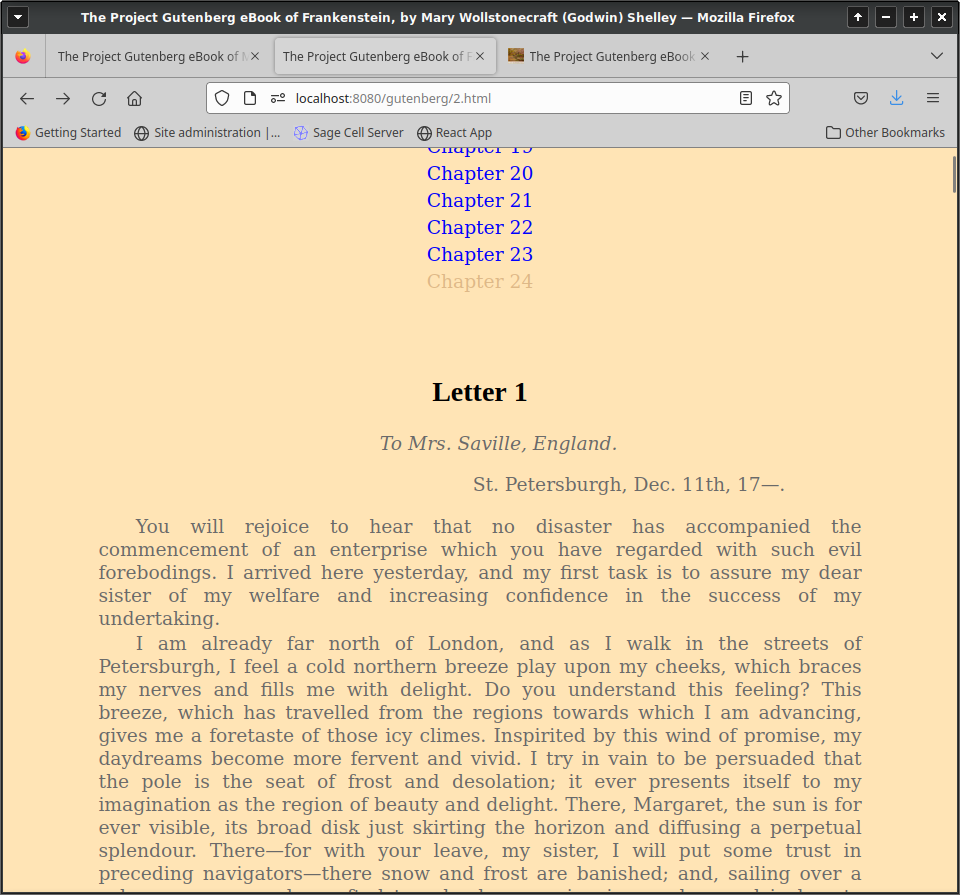 The Project Gutenberg eBook of Frankenstein, by Mary Wollstonecraft (Godwin) Shelley — Mozilla Firefox
The Project Gutenberg eBook of M
The Project Gutenberg eBook of F
The Project Gutenberg eBook
localhost:8080/gutenberg/2.html
Getting Started
Site administration |...
Sage Cell Server
React App
Other Bookmarks
Chapter 19
Chapter 20
Chapter 21
Chapter 22
Chapter 23
Chapter 24
Letter 1
To Mrs. Saville, England.
St. Petersburgh, Dec. 11th, 17—.
You will rejoice to hear that no disaster has accompanied the
commencement of an enterprise which you have regarded with such evil
forebodings. I arrived here yesterday, and my first task is to assure my dear
sister of my welfare and increasing confidence in the success of my
undertaking.
I am already far north of London, and as I walk in the streets of
Petersburgh, I feel a cold northern breeze play upon my cheeks, which braces
my nerves and fills me with delight. Do you understand this feeling? This
breeze, which has travelled from the regions towards which I am advancing,
gives me a foretaste of those icy climes. Inspirited by this wind of promise, my
daydreams become more fervent and vivid. I try in vain to be persuaded that
the pole is the seat of frost and desolation; it ever presents itself to my
imagination as the region of beauty and delight. There, Margaret, the sun is for
ever visible, its broad disk just skirting the horizon and diffusing a perpetual
splendour. There—for with your leave, my sister, I will put some trust in
preceding navigators—there snow and frost are banished; and, sailing over a